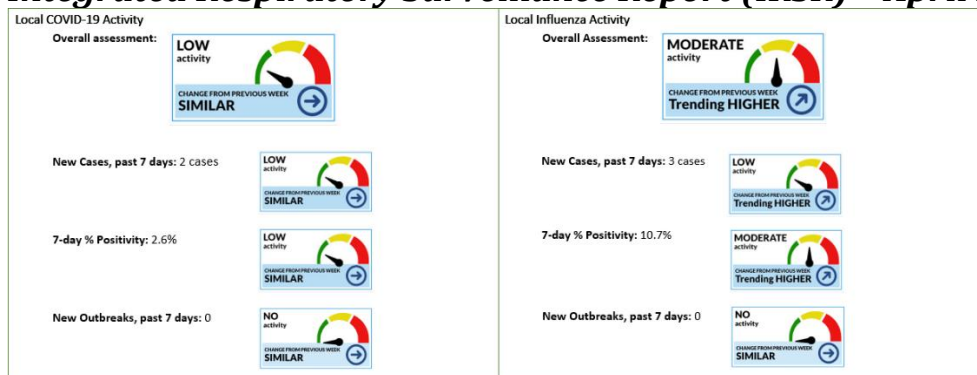 Local COVID-19 Activity
Overall assessment:
LOW
activity
CHANGE FROM PREVIOUS WEEK
SIMILAR
New Cases, past 7 days: 2 cases
LOW
activity
CHANGE FROM PREVIOUS WEEK
SIMILAR
7-day % Positivity: 2.6%
LOW
activity
CHANGE FROM PREVIOUS WEEK
SIMILAR
New Outbreaks, past 7 days: 0
NO
activity
CHANGE FROM PREVIOUS WEEK
SIMILAR
Local Influenza Activity
Overall Assessment:
MODERATE
activity
CHANGE FROM PREVIOUS WEEK
Trending HIGHER
New Cases, past 7 days: 3 cases
LOW
activity
CHANGE FROM PREVIOUS WEEK
Trending HIGHER
7-day % Positivity: 10.7%
MODERATE
activity
CHANGE FROM PREVIOUS WEEK
Trending HIGHER
New Outbreaks, past 7 days: 0
NO
activity
CHANGE FROM PREVIOUS WEEK
SIMILAR